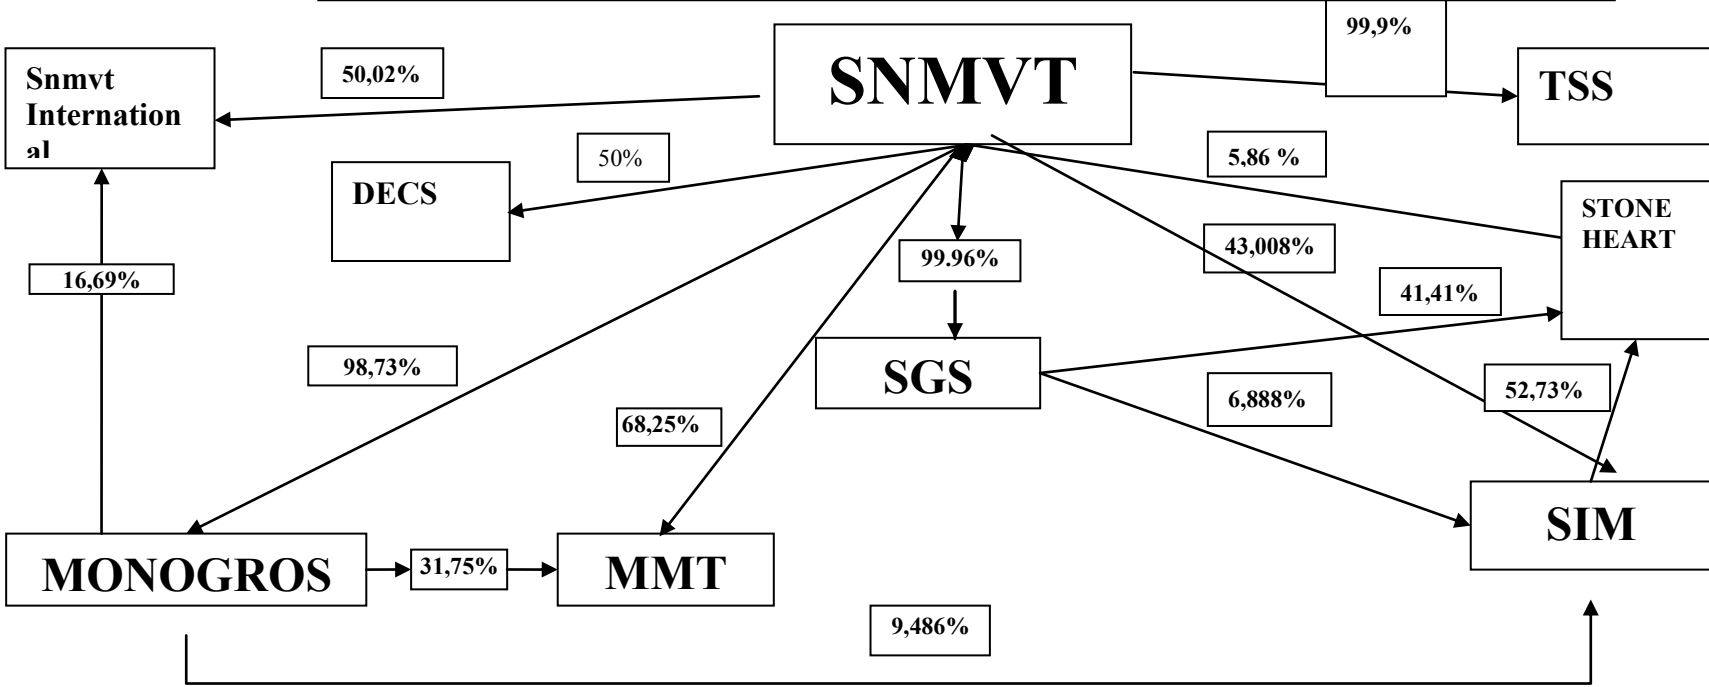 99,9%
SNMVT
Snmvt
Internation
al
50,02%
TSS
50%
5,86 %
DECS
STONE
HEART
43,008%
99.96%
16,69%
41,41%
98,73%
SGS
6,888%
52,73%
68,25%
SIM
MONOGROS
31,75%
MMT
9,486%